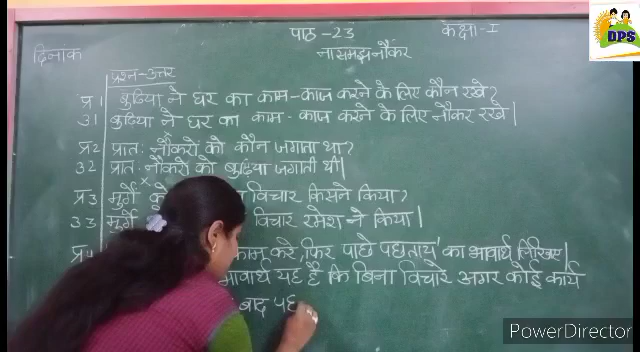 पाठ-23
कक्षा-I
दिनांक
नासमझ नौकर
प्रश्न-उत्तर
प्र1 बुढ़िया ने घर का काम-काज करने के लिए कौन रखे?
उ1 बुढ़िया ने घर का काम-काज करने के लिए नौकर रखे|
प्र2 प्रात: नौकरों को कौन जगाता था?
उ2 प्रात: नौकरों को बुढ़िया जगाती थी|
प्र3 मुर्गे विचार किसने किया?
उ3 मुर्गे विचार रमेश ने किया|
प्र4 काम करे, फिर पाछे पछताय' का भावार्थ लिखिए|
भावार्थ यह है कि बिना विचारे अगर कोई कार्य
बाद पछ
DPS
PowerDirector